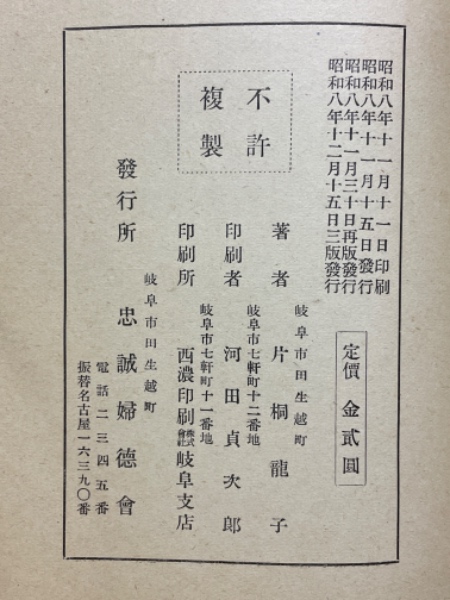 昭和八年十一月十一日印刷
昭和八年十一月十五日發行
昭和八年十一月三十日再版發行
昭和八年十二月十五日三版發行
定價 金貳圓
不許
複製
岐阜市田生越町
著者 片桐龍子
岐阜市七軒町十二番地
印刷者 河田貞次郎
岐阜市七軒町十一番地
印刷所 西濃印刷株式會社岐阜支店
岐阜市田生越町
發行所 忠誠婦德會
電話二三四五番
振替名古屋一六三九〇番